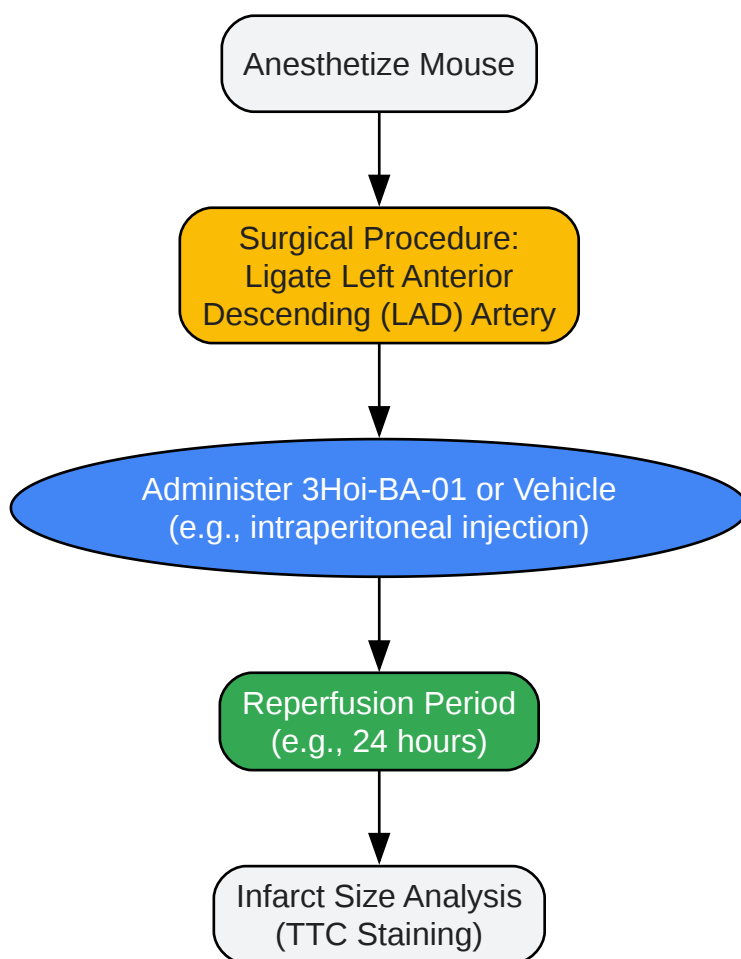 Anesthetize Mouse
Surgical Procedure:
Ligate Left Anterior
Descending (LAD) Artery
Administer 3Hoi-BA-01 or Vehicle
(e.g., intraperitoneal injection)
Reperfusion Period
(e.g., 24 hours)
Infarct Size Analysis
(TTC Staining)